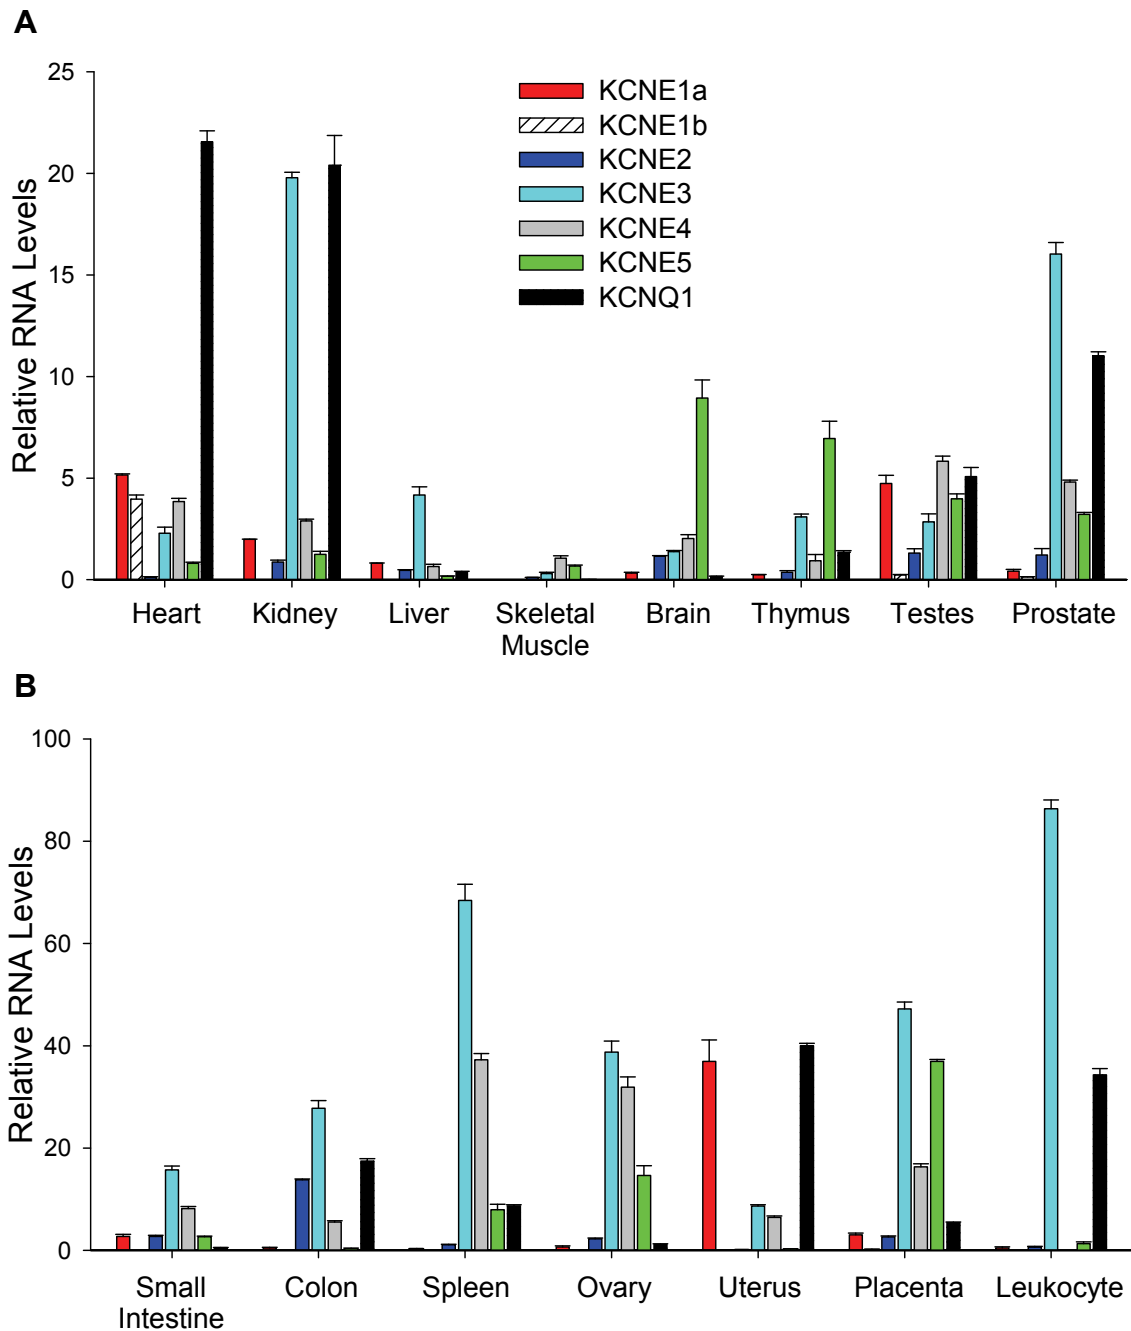 A
25
20
15
10
5
0
Relative RNA Levels
KCNE1a
KCNE1b
KCNE2
KCNE3
KCNE4
KCNE5
KCNQ1
Heart Kidney Liver Skeletal Brain Thymus Testes Prostate
Muscle
B
100
80
60
40
20
0
Relative RNA Levels
Small Colon Spleen Ovary Uterus Placenta Leukocyte
Intestine